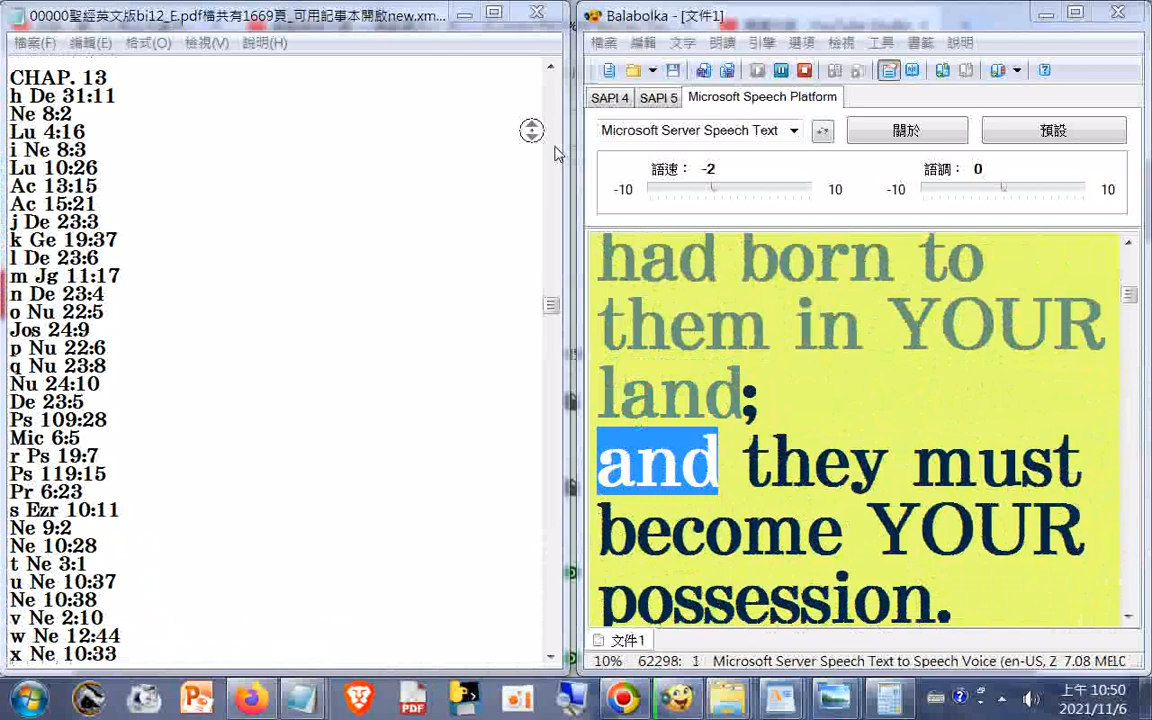 00000聖經英文版bi12_E.pdf檔共有1669頁_可用記事本開啟new.xm...
檔案(F) 編輯(E) 格式(O) 檢視(V) 說明(H)
CHAP. 13
h De 31:11
Ne 8:2
Lu 4:16
i Ne 8:3
Lu 10:26
Ac 13:15
Ac 15:21
j De 23:3
k Ge 19:37
l De 23:6
m Jg 11:17
n De 23:4
o Nu 22:5
Jos 24:9
p Nu 22:6
q Nu 23:8
Nu 24:10
De 23:5
Ps 109:28
Mic 6:5
r Ps 19:7
Ps 119:15
Pr 6:23
s Ezr 10:11
Ne 9:2
Ne 10:28
t Ne 3:1
u Ne 10:37
Ne 10:38
v Ne 2:10
w Ne 12:44
x Ne 10:33
Balabolka - [文件1]
檔案 編輯 文字 朗讀 引擎 選項 檢視 工具 書籤 說明
SAPI 4 SAPI 5 Microsoft Speech Platform
Microsoft Server Speech Text 關於 預設
語速： -2 語調： 0
-10 10 -10 10
had born to
them in YOUR
land;
and they must
become YOUR
possession.
文件1
10% 62298: 1 Microsoft Server Speech Text to Speech Voice (en-US, Z 7.08 MELC
PDF
上午 10:50
2021/11/6